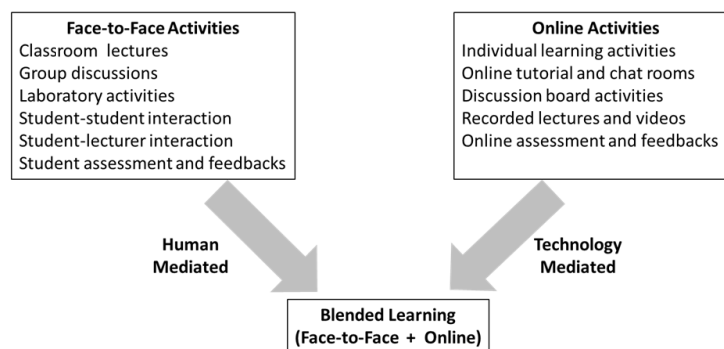 Face-to-Face Activities
Classroom lectures
Group discussions
Laboratory activities
Student-student interaction
Student-lecturer interaction
Student assessment and feedbacks
Online Activities
Individual learning activities
Online tutorial and chat rooms
Discussion board activities
Recorded lectures and videos
Online assessment and feedbacks
Human
Mediated
Technology
Mediated
Blended Learning
(Face-to-Face + Online)